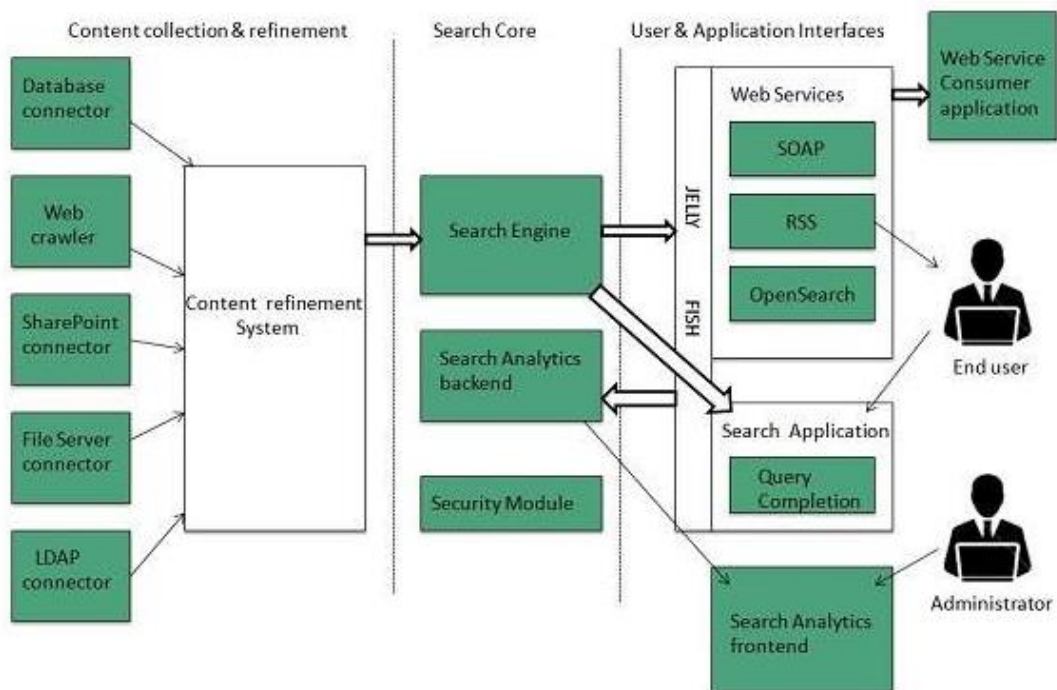 Content collection & refinement
Search Core
User & Application Interfaces
Database
connector
Web
crawler
SharePoint
connector
File Server
connector
LDAP
connector
Content refinement
System
Search Engine
Search Analytics
backend
Security Module
JELLY
FISH
Web Services
SOAP
RSS
OpenSearch
Search Application
Query
Completion
Search Analytics
frontend
Web Service
Consumer
application
End user
Administrator